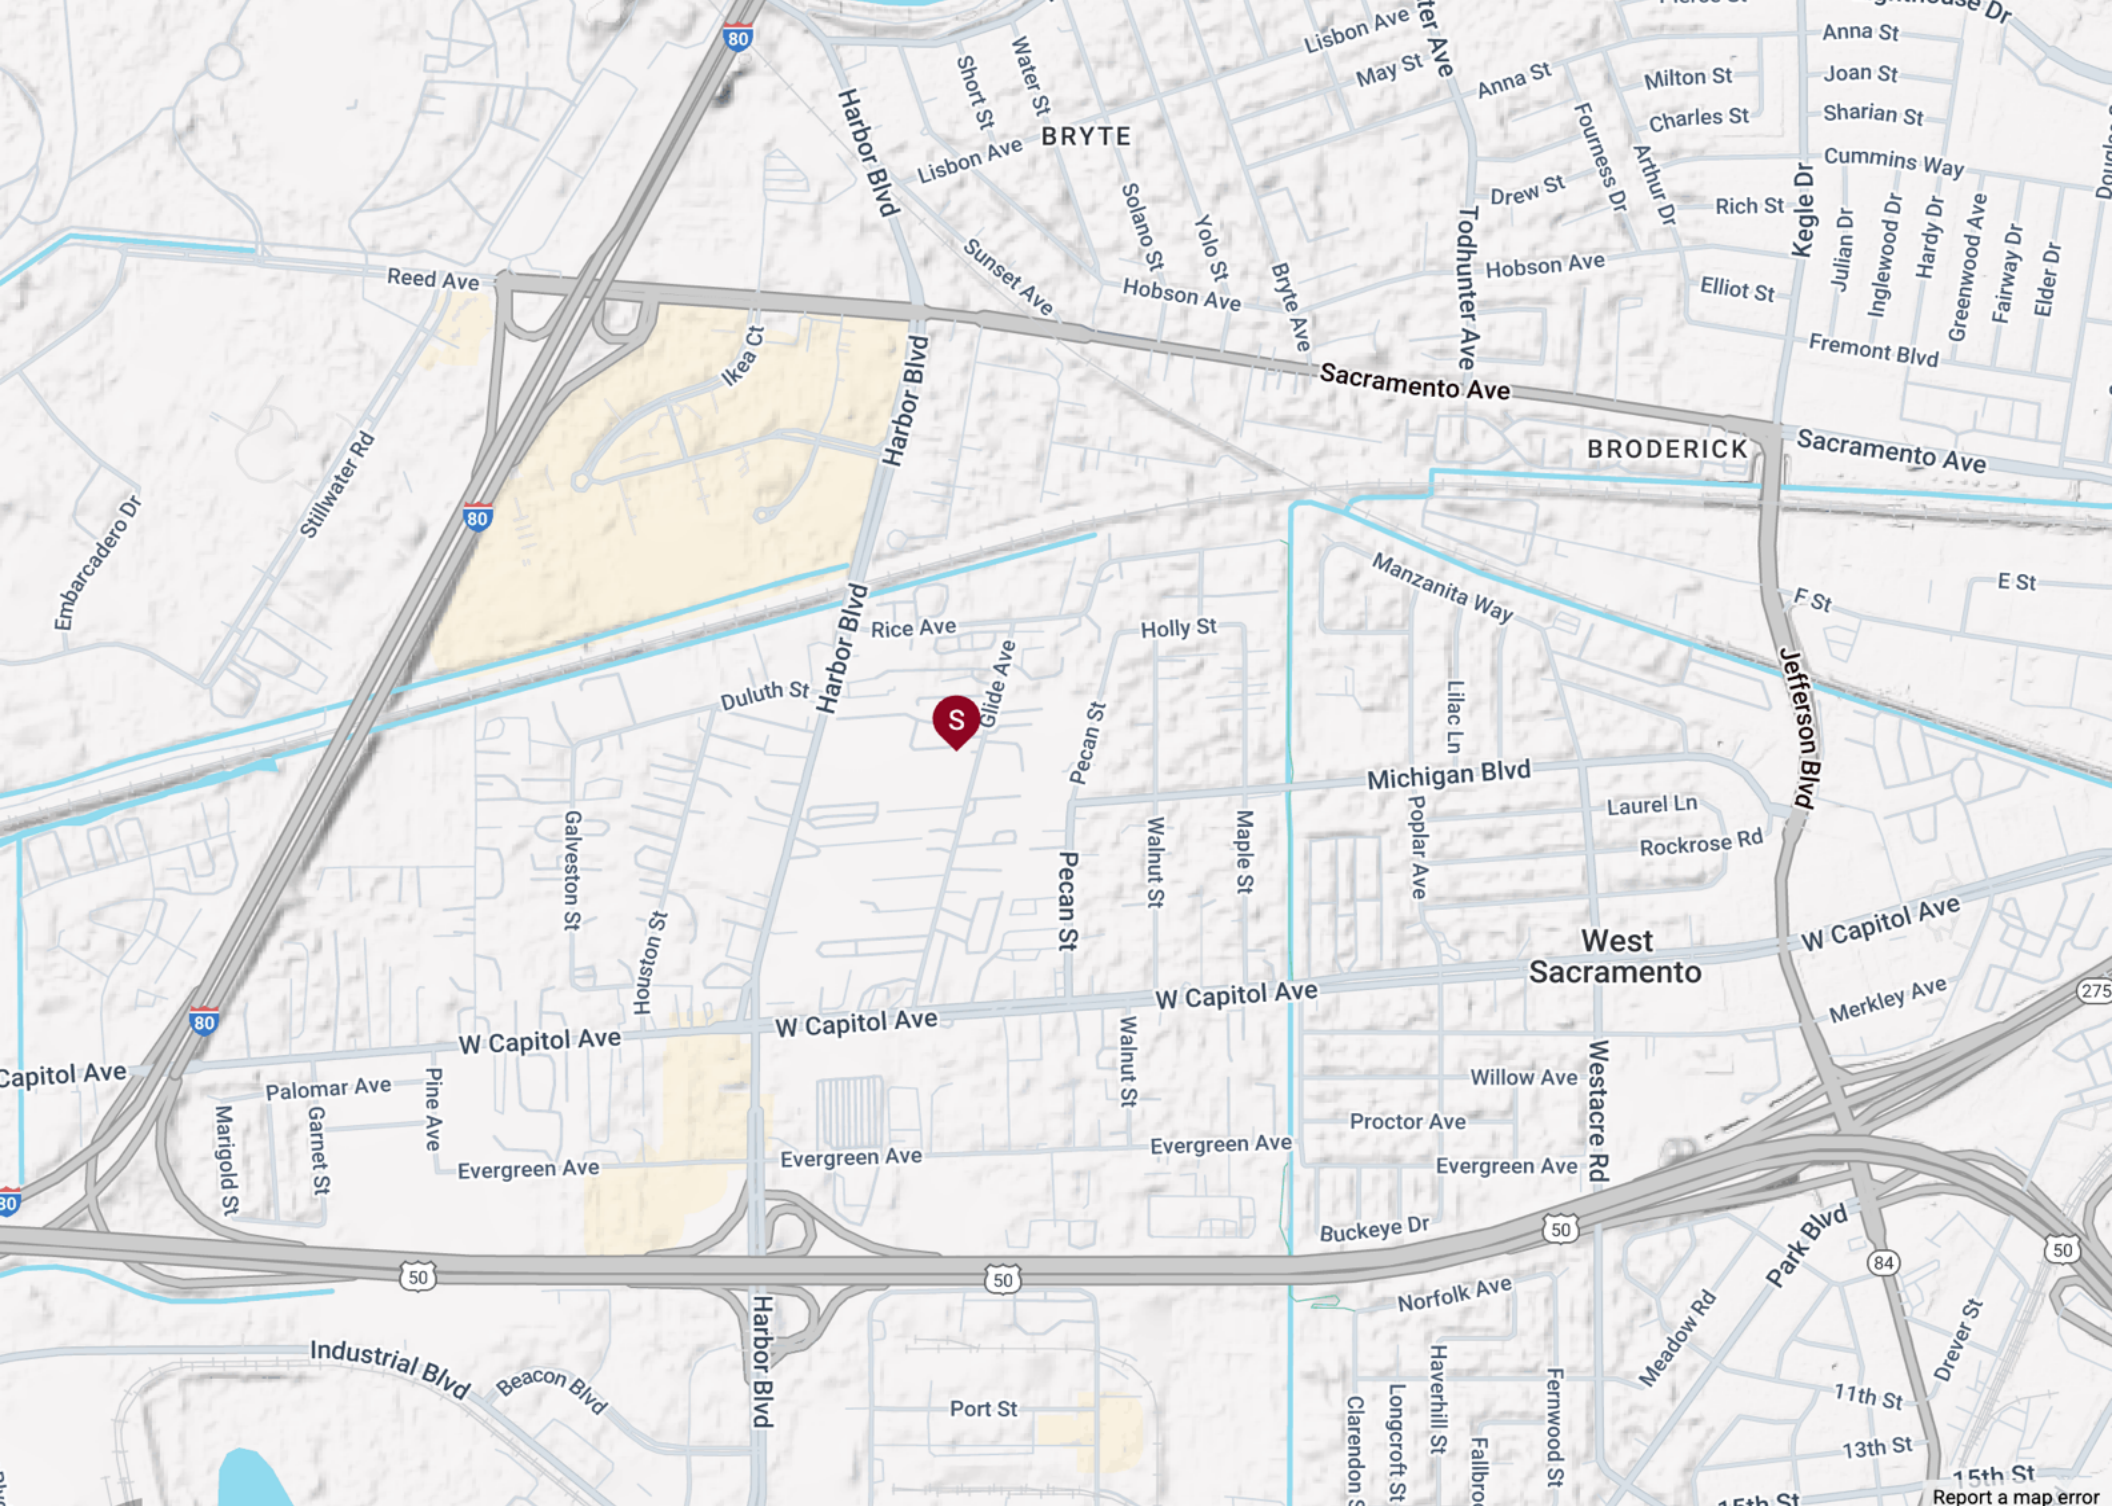 80
Harbor Blvd
Short St
Water St
Lisbon Ave
May St
Anna St
Milton St
Charles St
Anna St
Joan St
Sharian St
Cummins Way
BRYTE
Lisbon Ave
Solano St
Yolo St
Bryte Ave
Todhunter Ave
Drew St
Fourness Dr
Arthur Dr
Rich St
Kegle Dr
Julian Dr
Inglewood Dr
Hardy Dr
Greenwood Ave
Fairway Dr
Elder Dr
Hobson Ave
Elliot St
Fremont Blvd
Sunset Ave
Hobson Ave
Reed Ave
Ikea Ct
Harbor Blvd
Sacramento Ave
BRODERICK
Sacramento Ave
Stillwater Rd
Embarcadero Dr
80
Harbor Blvd
Rice Ave
Glide Ave
Holly St
Manzanita Way
F St
E St
Duluth St
S
Pecan St
Lilac Ln
Jefferson Blvd
Michigan Blvd
Laurel Ln
Rockrose Rd
Poplar Ave
Galveston St
Houston St
Pecan St
Walnut St
Maple St
West
Sacramento
W Capitol Ave
Merkley Ave
275
80
W Capitol Ave
W Capitol Ave
W Capitol Ave
Capitol Ave
Palomar Ave
Pine Ave
Marigold St
Garnet St
Walnut St
Willow Ave
Westacre Rd
Proctor Ave
Evergreen Ave
Evergreen Ave
Evergreen Ave
Evergreen Ave
80
Buckeye Dr
50
Park Blvd
84
50
50
50
Norfolk Ave
Meadow Rd
Drever St
Industrial Blvd
Beacon Blvd
Harbor Blvd
Port St
Clarendon S
Longcroft St
Haverhill St
Fallbro
Fernwood St
11th St
13th St
15th St
15th St
Report a map error